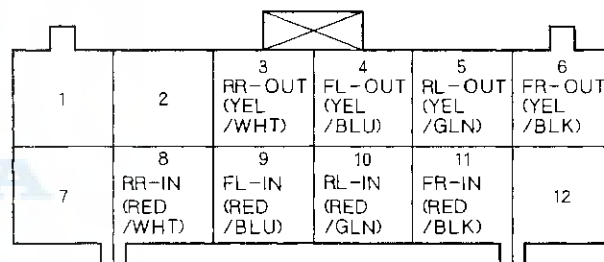 1
2
3
RR-OUT
(YEL
/WHT)
4
FL-OUT
(YEL
/BLU)
5
RL-OUT
(YEL
/GLN)
6
FR-OUT
(YEL
/BLK)
7
8
RR-IN
(RED
/WHT)
9
FL-IN
(RED
/BLU)
10
RL-IN
(RED
/GLN)
11
FR-IN
(RED
/BLK)
12